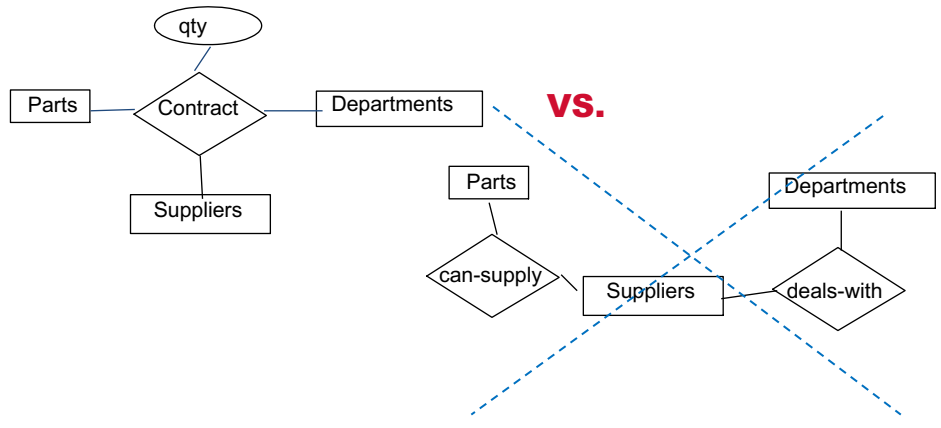 qty
Parts
Contract
Departments
Suppliers
vs.
Parts
Departments
can-supply
Suppliers
deals-with